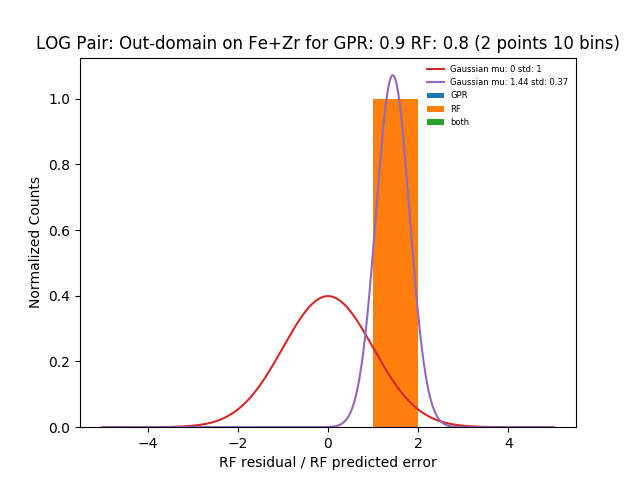 LOG Pair: Out-domain on Fe+Zr for GPR: 0.9 RF: 0.8 (2 points 10 bins)
Gaussian mu: 0 std: 1
Gaussian mu: 1.44 std: 0.37
GPR
RF
both
Normalized Counts
1.0
0.8
0.6
0.4
0.2
0.0
−4 −2 0 2 4
RF residual / RF predicted error